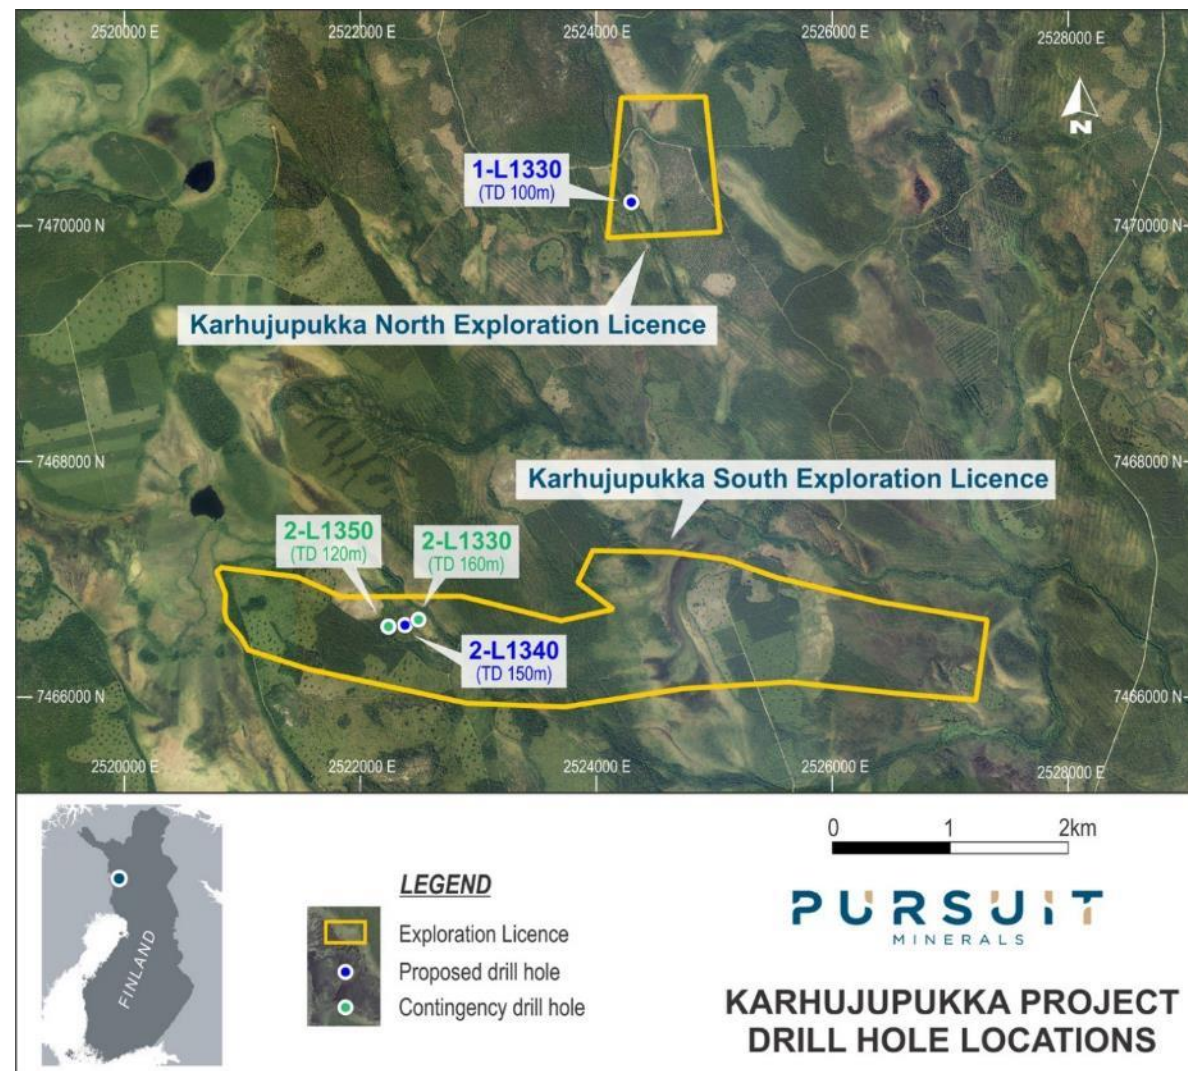 2520000 E
2522000 E
2524000 E
2526000 E
2528000 E
N
1-L1330
(TD 100m)
7470000 N
7470000 N
Karhujupukka North Exploration Licence
7468000 N
7468000 N
Karhujupukka South Exploration Licence
2-L1350
(TD 120m)
2-L1330
(TD 160m)
2-L1340
(TD 150m)
7466000 N
7466000 N
2520000 E
2522000 E
2524000 E
2526000 E
2528000 E
FINLAND
LEGEND
Exploration Licence
Proposed drill hole
Contingency drill hole
0 1 2km
PURSUIT
MINERALS
KARHUJUPUKKA PROJECT
DRILL HOLE LOCATIONS